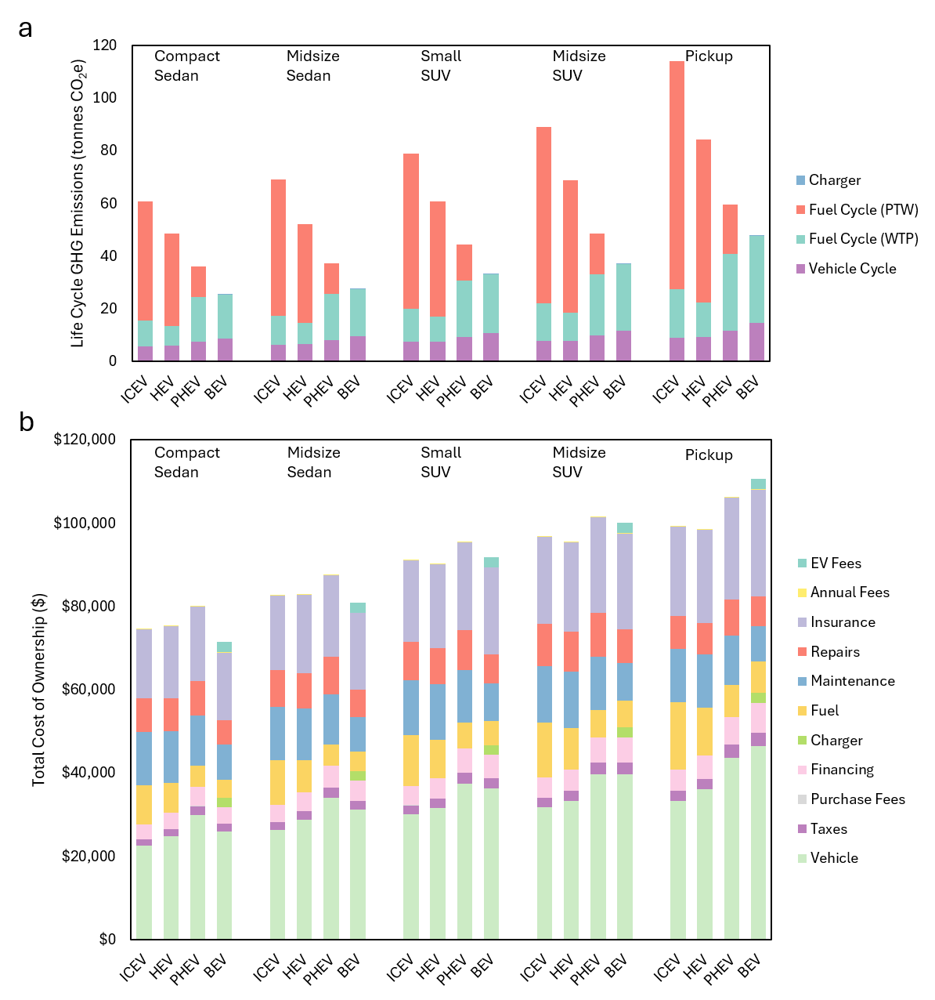 a
Life Cycle GHG Emissions (tonnes CO₂e)
120
100
80
60
40
20
0
Compact
Sedan
Midsize
Sedan
Small
SUV
Midsize
SUV
Pickup
ICEV
HEV
PHEV
BEV
ICEV
HEV
PHEV
BEV
ICEV
HEV
PHEV
BEV
ICEV
HEV
PHEV
BEV
ICEV
HEV
PHEV
BEV
Charger
Fuel Cycle (PTW)
Fuel Cycle (WTP)
Vehicle Cycle
b
Total Cost of Ownership ($)
$120,000
$100,000
$80,000
$60,000
$40,000
$20,000
$0
Compact
Sedan
Midsize
Sedan
Small
SUV
Midsize
SUV
Pickup
ICEV
HEV
PHEV
BEV
ICEV
HEV
PHEV
BEV
ICEV
HEV
PHEV
BEV
ICEV
HEV
PHEV
BEV
ICEV
HEV
PHEV
BEV
EV Fees
Annual Fees
Insurance
Repairs
Maintenance
Fuel
Charger
Financing
Purchase Fees
Taxes
Vehicle